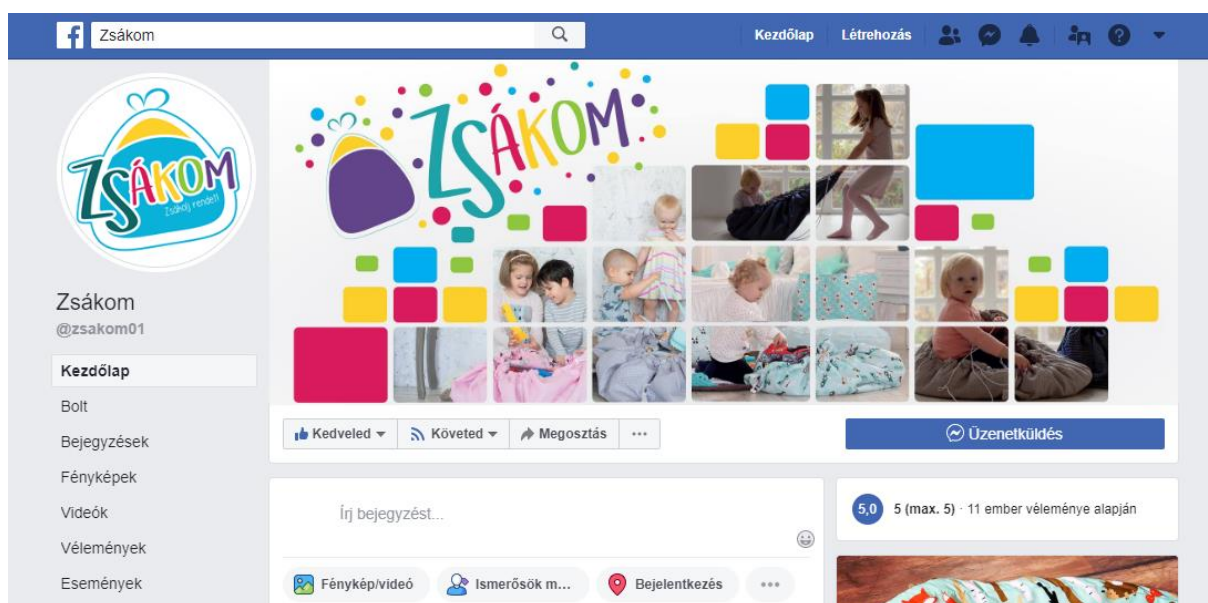 Zsákom
Kezdőlap
Létrehozás
ZSÁKOM
Zsákolj rendet!
ZSÁKOM
Zsákom
@zsakom01
Kezdőlap
Bolt
Bejegyzések
Fényképek
Videók
Vélemények
Események
Kedveled
Követed
Megosztás
...
Üzenetküldés
Írj bejegyzést...
Fénykép/videó
Ismerősök m...
Bejelentkezés
...
5,0
5 (max. 5) · 11 ember véleménye alapján